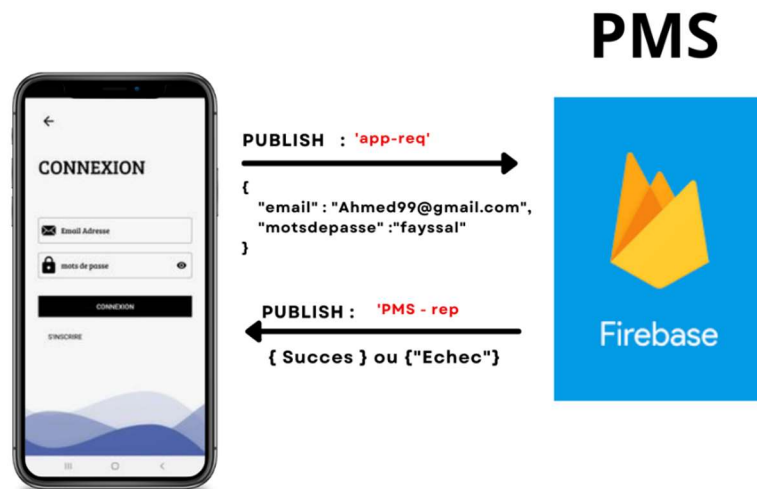 PMS
CONNEXION
Email Adresse
mots de passe
CONNEXION
S'INSCRIRE
PUBLISH : 'app-req'
{
"email" : "Ahmed99@gmail.com",
"motsdepasse" :"fayssal"
}
PUBLISH : 'PMS - rep
{ Succes } ou {"Echec"}
Firebase